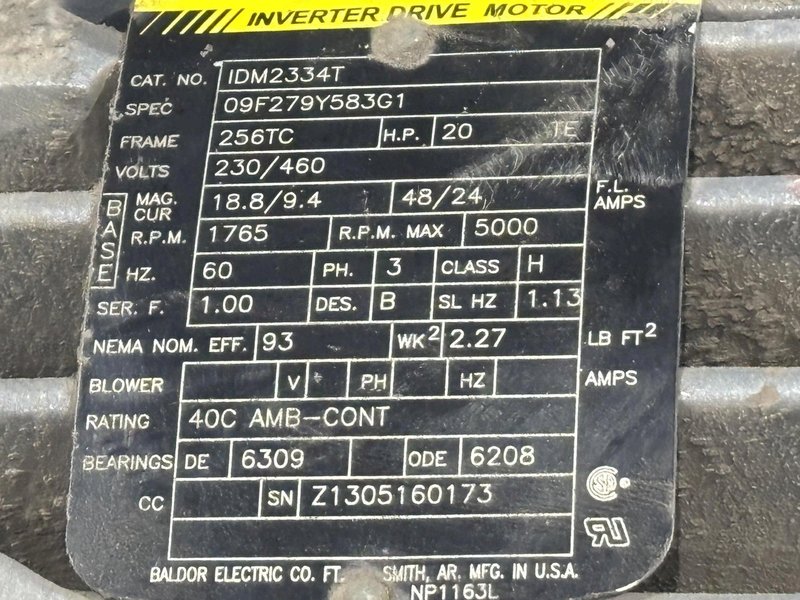 INVERTER DRIVE MOTOR
CAT. NO. IDM2334T
SPEC 09F279Y583G1
FRAME 256TC H.P. 20 TE
VOLTS 230/460
MAG. CUR 18.8/9.4 48/24 F.L. AMPS
BASE R.P.M. 1765 R.P.M. MAX 5000
HZ. 60 PH. 3 CLASS H
SER. F. 1.00 DES. B SL HZ 1.13
NEMA NOM. EFF. 93 WK² 2.27 LB FT²
BLOWER V PH HZ AMPS
RATING 40C AMB-CONT
BEARINGS DE 6309 ODE 6208
CC SN Z1305160173
BALDOR ELECTRIC CO. FT. SMITH, AR. MFG. IN U.S.A.
NP1163L